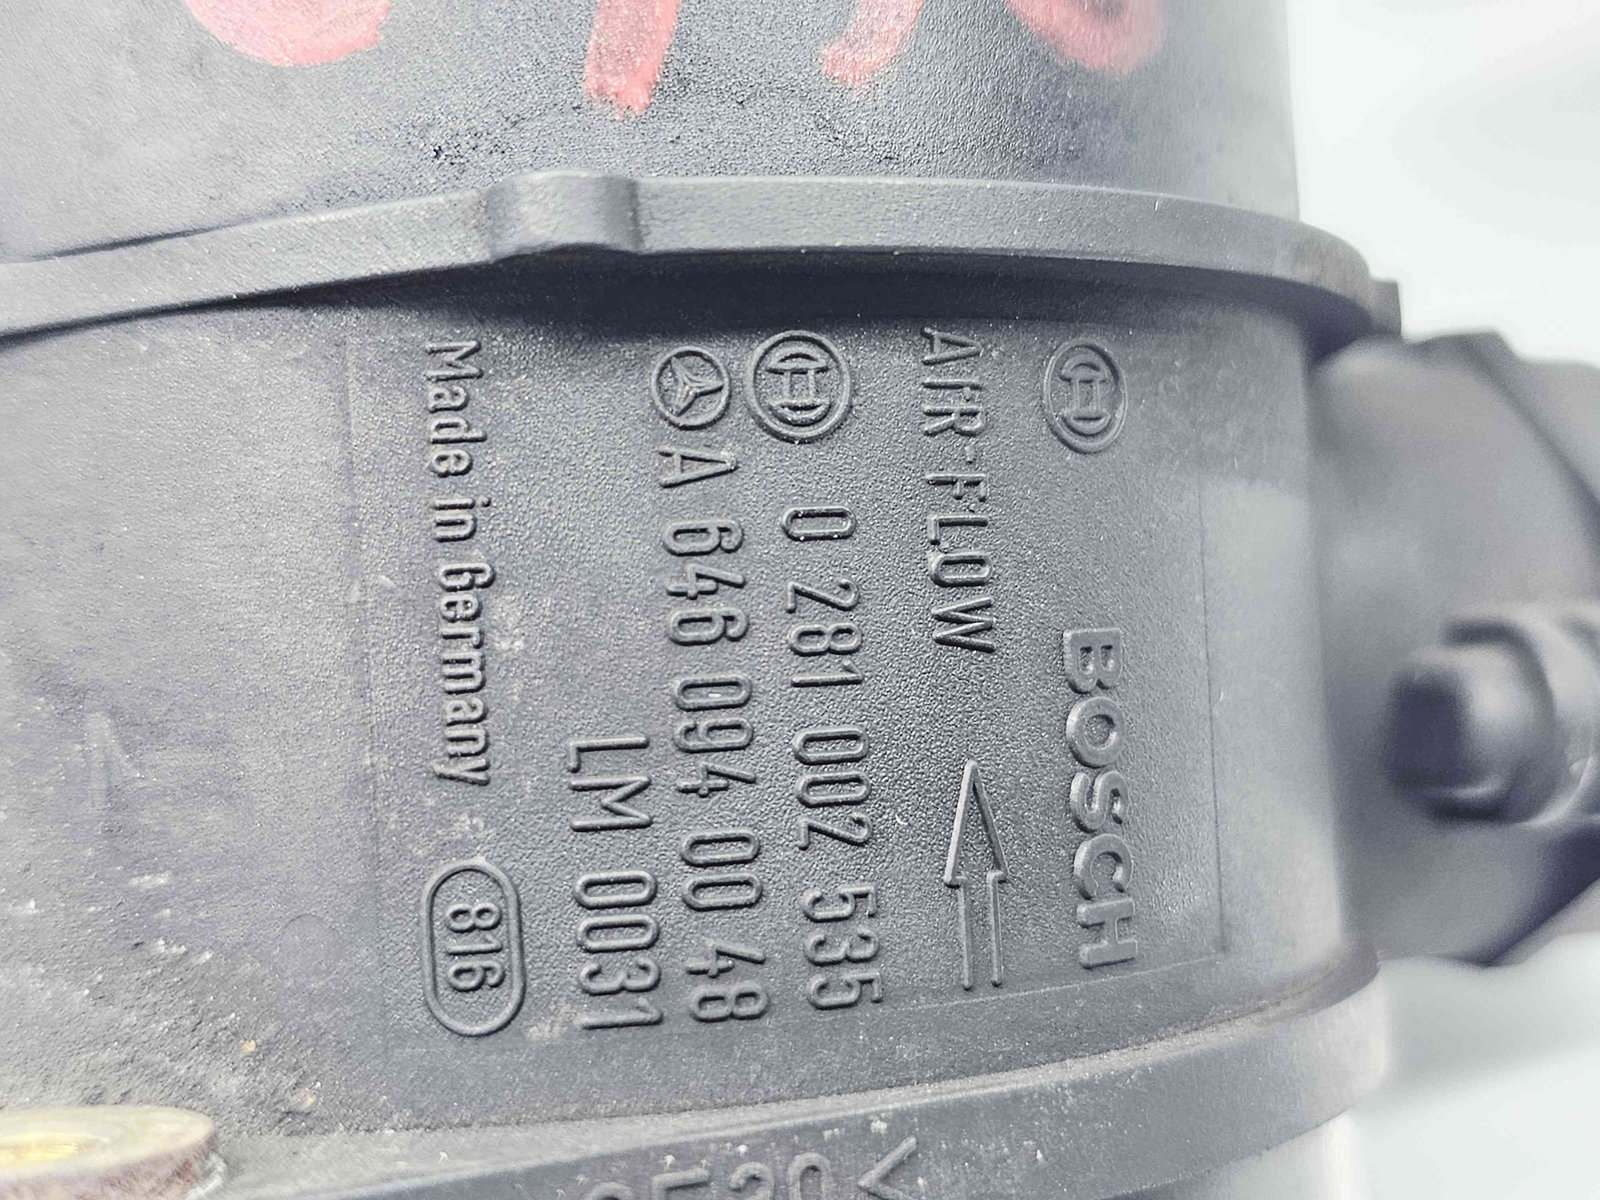 BOSCH
AIR-FLOW
0 281 002 535
A 646 094 00 48
LM 0031
Made in Germany 816